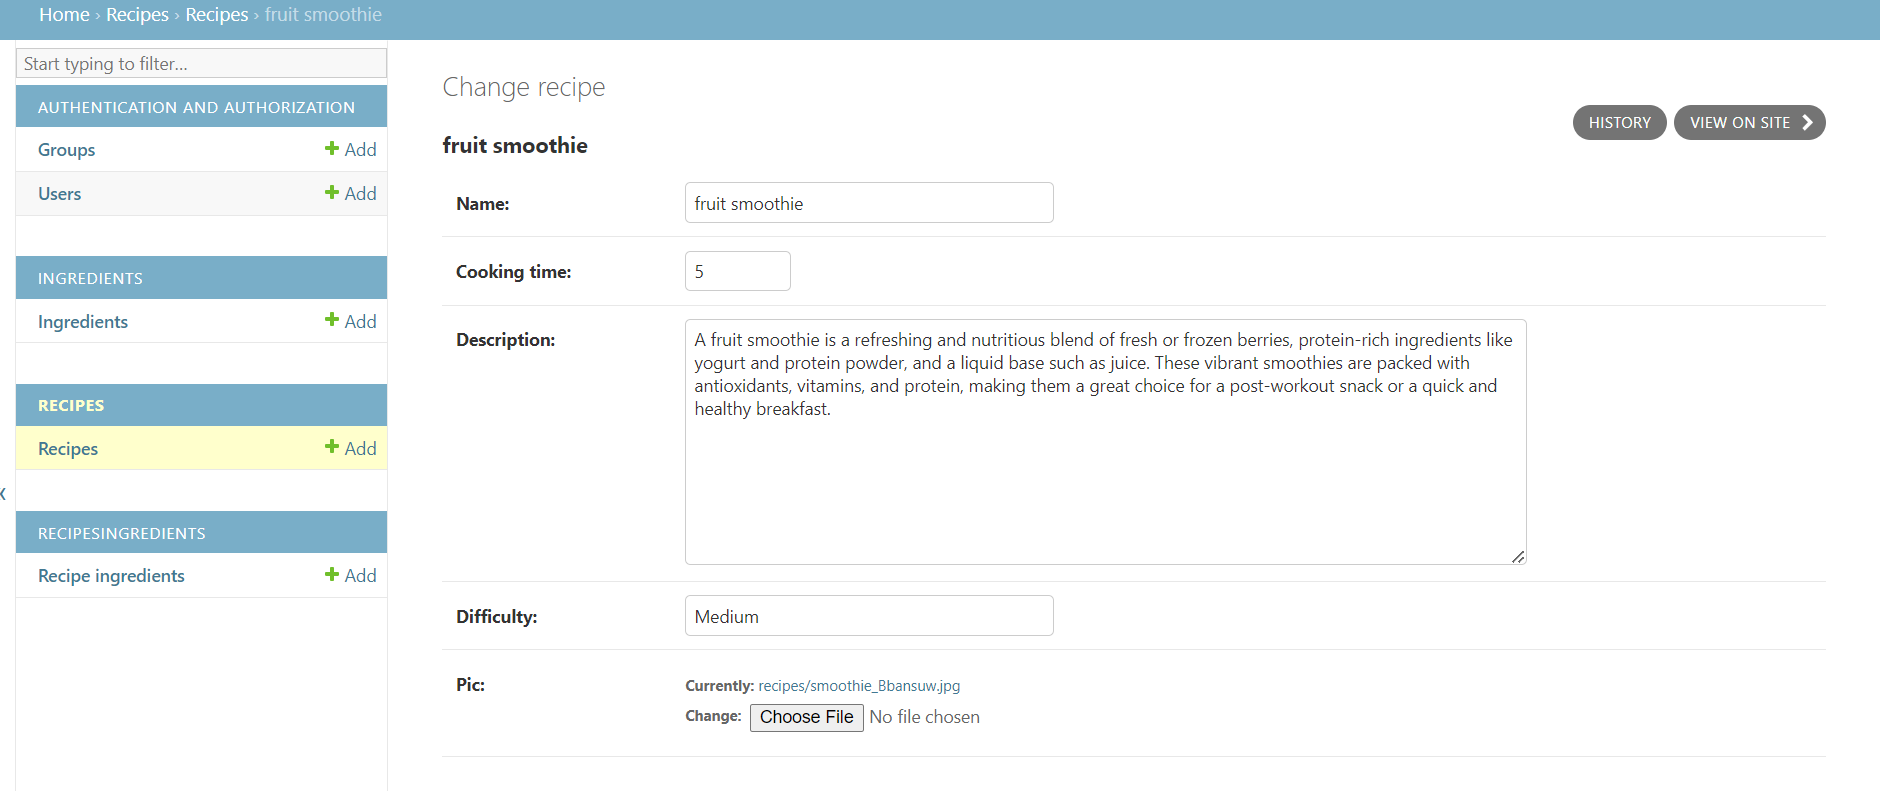 Home › Recipes › Recipes › fruit smoothie
Start typing to filter...
AUTHENTICATION AND AUTHORIZATION
Groups
Add
Users
Add
INGREDIENTS
Ingredients
Add
RECIPES
Recipes
Add
RECIPESINGREDIENTS
Recipe ingredients
Add
Change recipe
HISTORY
VIEW ON SITE
fruit smoothie
Name:
fruit smoothie
Cooking time:
5
Description:
A fruit smoothie is a refreshing and nutritious blend of fresh or frozen berries, protein-rich ingredients like
yogurt and protein powder, and a liquid base such as juice. These vibrant smoothies are packed with
antioxidants, vitamins, and protein, making them a great choice for a post-workout snack or a quick and
healthy breakfast.
Difficulty:
Medium
Pic:
Currently: recipes/smoothie_Bbansuw.jpg
Change: Choose File No file chosen